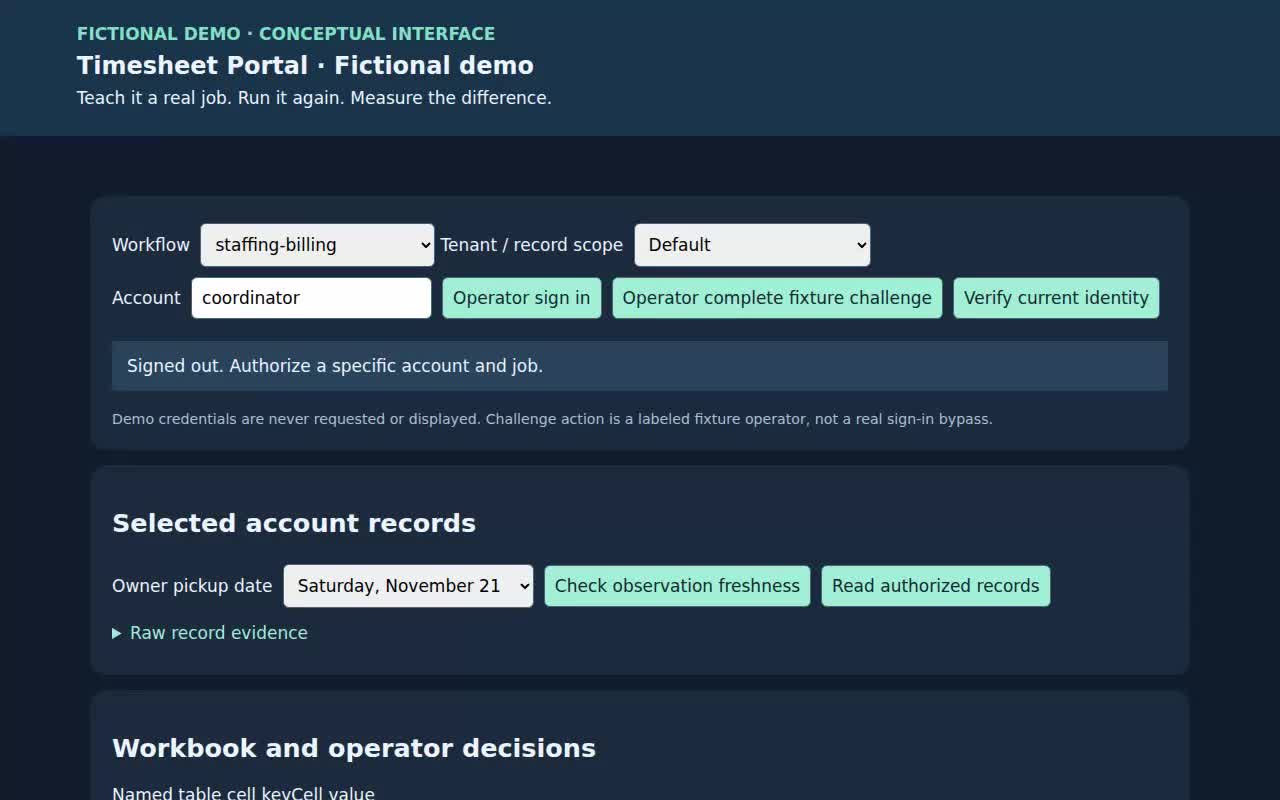 FICTIONAL DEMO · CONCEPTUAL INTERFACE
Timesheet Portal · Fictional demo
Teach it a real job. Run it again. Measure the difference.
Workflow staffing-billing Tenant / record scope Default
Account coordinator Operator sign in Operator complete fixture challenge Verify current identity
Signed out. Authorize a specific account and job.
Demo credentials are never requested or displayed. Challenge action is a labeled fixture operator, not a real sign-in bypass.
Selected account records
Owner pickup date Saturday, November 21 Check observation freshness Read authorized records
Raw record evidence
Workbook and operator decisions
Named table cell keyCell value